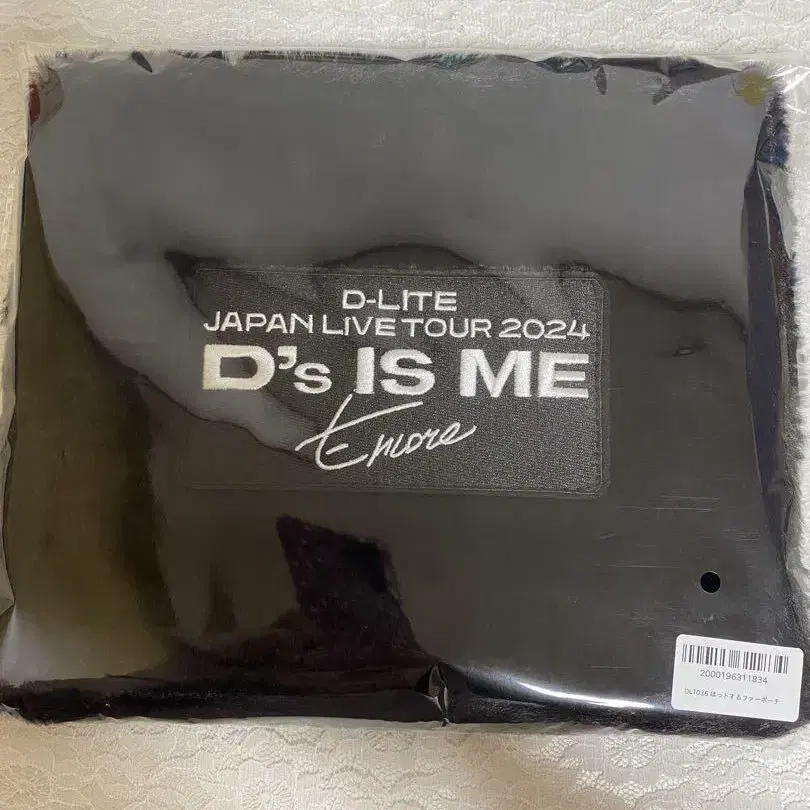 D-LITE
JAPAN LIVE TOUR 2024
D's IS ME
Encore
2000196311834
DLT036 ほっとするファーポーチ